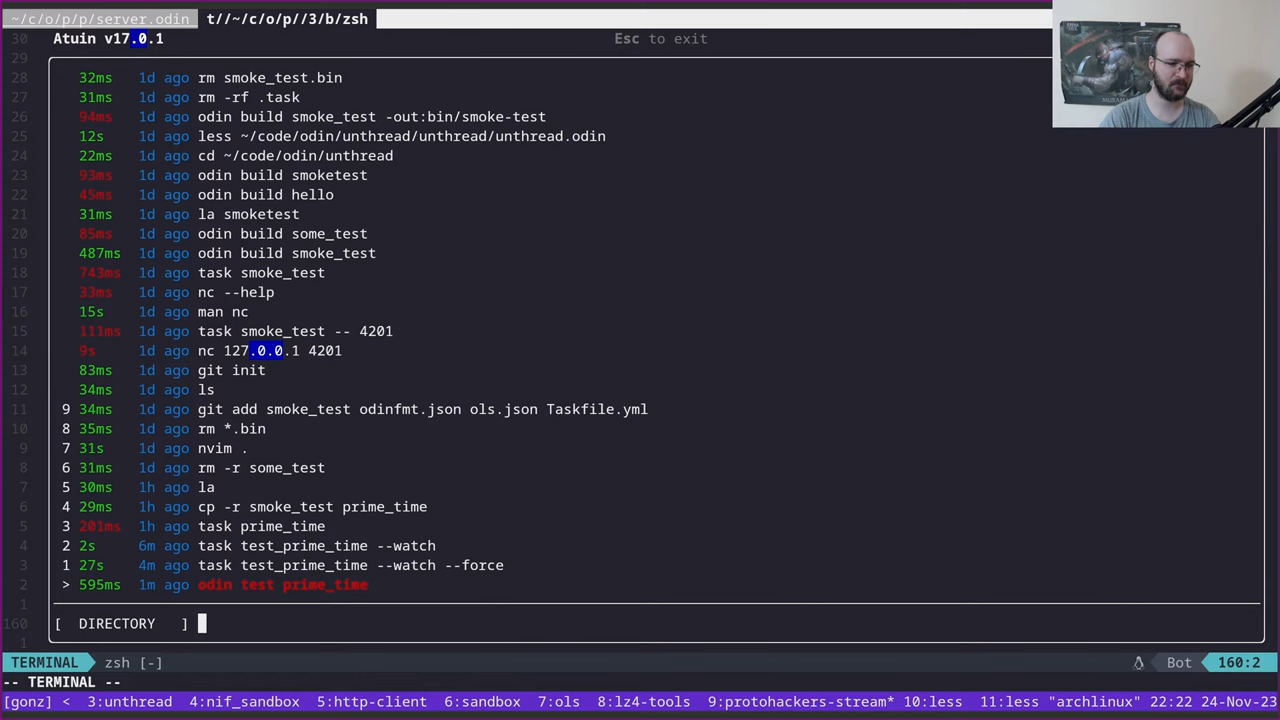 ~/c/o/p/p/server.odin t//~/c/o/p//3/b/zsh
30 Atuin v17.0.1 Esc to exit
29
28 32ms 1d ago rm smoke_test.bin
27 31ms 1d ago rm -rf .task
26 94ms 1d ago odin build smoke_test -out:bin/smoke-test
25 12s 1d ago less ~/code/odin/unthread/unthread/unthread.odin
24 22ms 1d ago cd ~/code/odin/unthread
23 93ms 1d ago odin build smoketest
22 45ms 1d ago odin build hello
21 31ms 1d ago la smoketest
20 85ms 1d ago odin build some_test
19 487ms 1d ago odin build smoke_test
18 743ms 1d ago task smoke_test
17 33ms 1d ago nc --help
16 15s 1d ago man nc
15 111ms 1d ago task smoke_test -- 4201
14 9s 1d ago nc 127.0.0.1 4201
13 83ms 1d ago git init
12 34ms 1d ago ls
11 9 34ms 1d ago git add smoke_test odinfmt.json ols.json Taskfile.yml
10 8 35ms 1d ago rm *.bin
9 7 31s 1d ago nvim .
8 6 31ms 1d ago rm -r some_test
7 5 30ms 1h ago la
6 4 29ms 1h ago cp -r smoke_test prime_time
5 3 201ms 1h ago task prime_time
4 2 2s 6m ago task test_prime_time --watch
3 1 27s 4m ago task test_prime_time --watch --force
2 > 595ms 1m ago odin test prime_time
1
160 [ DIRECTORY ]
1
TERMINAL zsh [-] Bot 160:2
-- TERMINAL --
[gonz] < 3:unthread 4:nif_sandbox 5:http-client 6:sandbox 7:ols 8:lz4-tools 9:protohackers-stream* 10:less 11:less "archlinux" 22:22 24-Nov-23